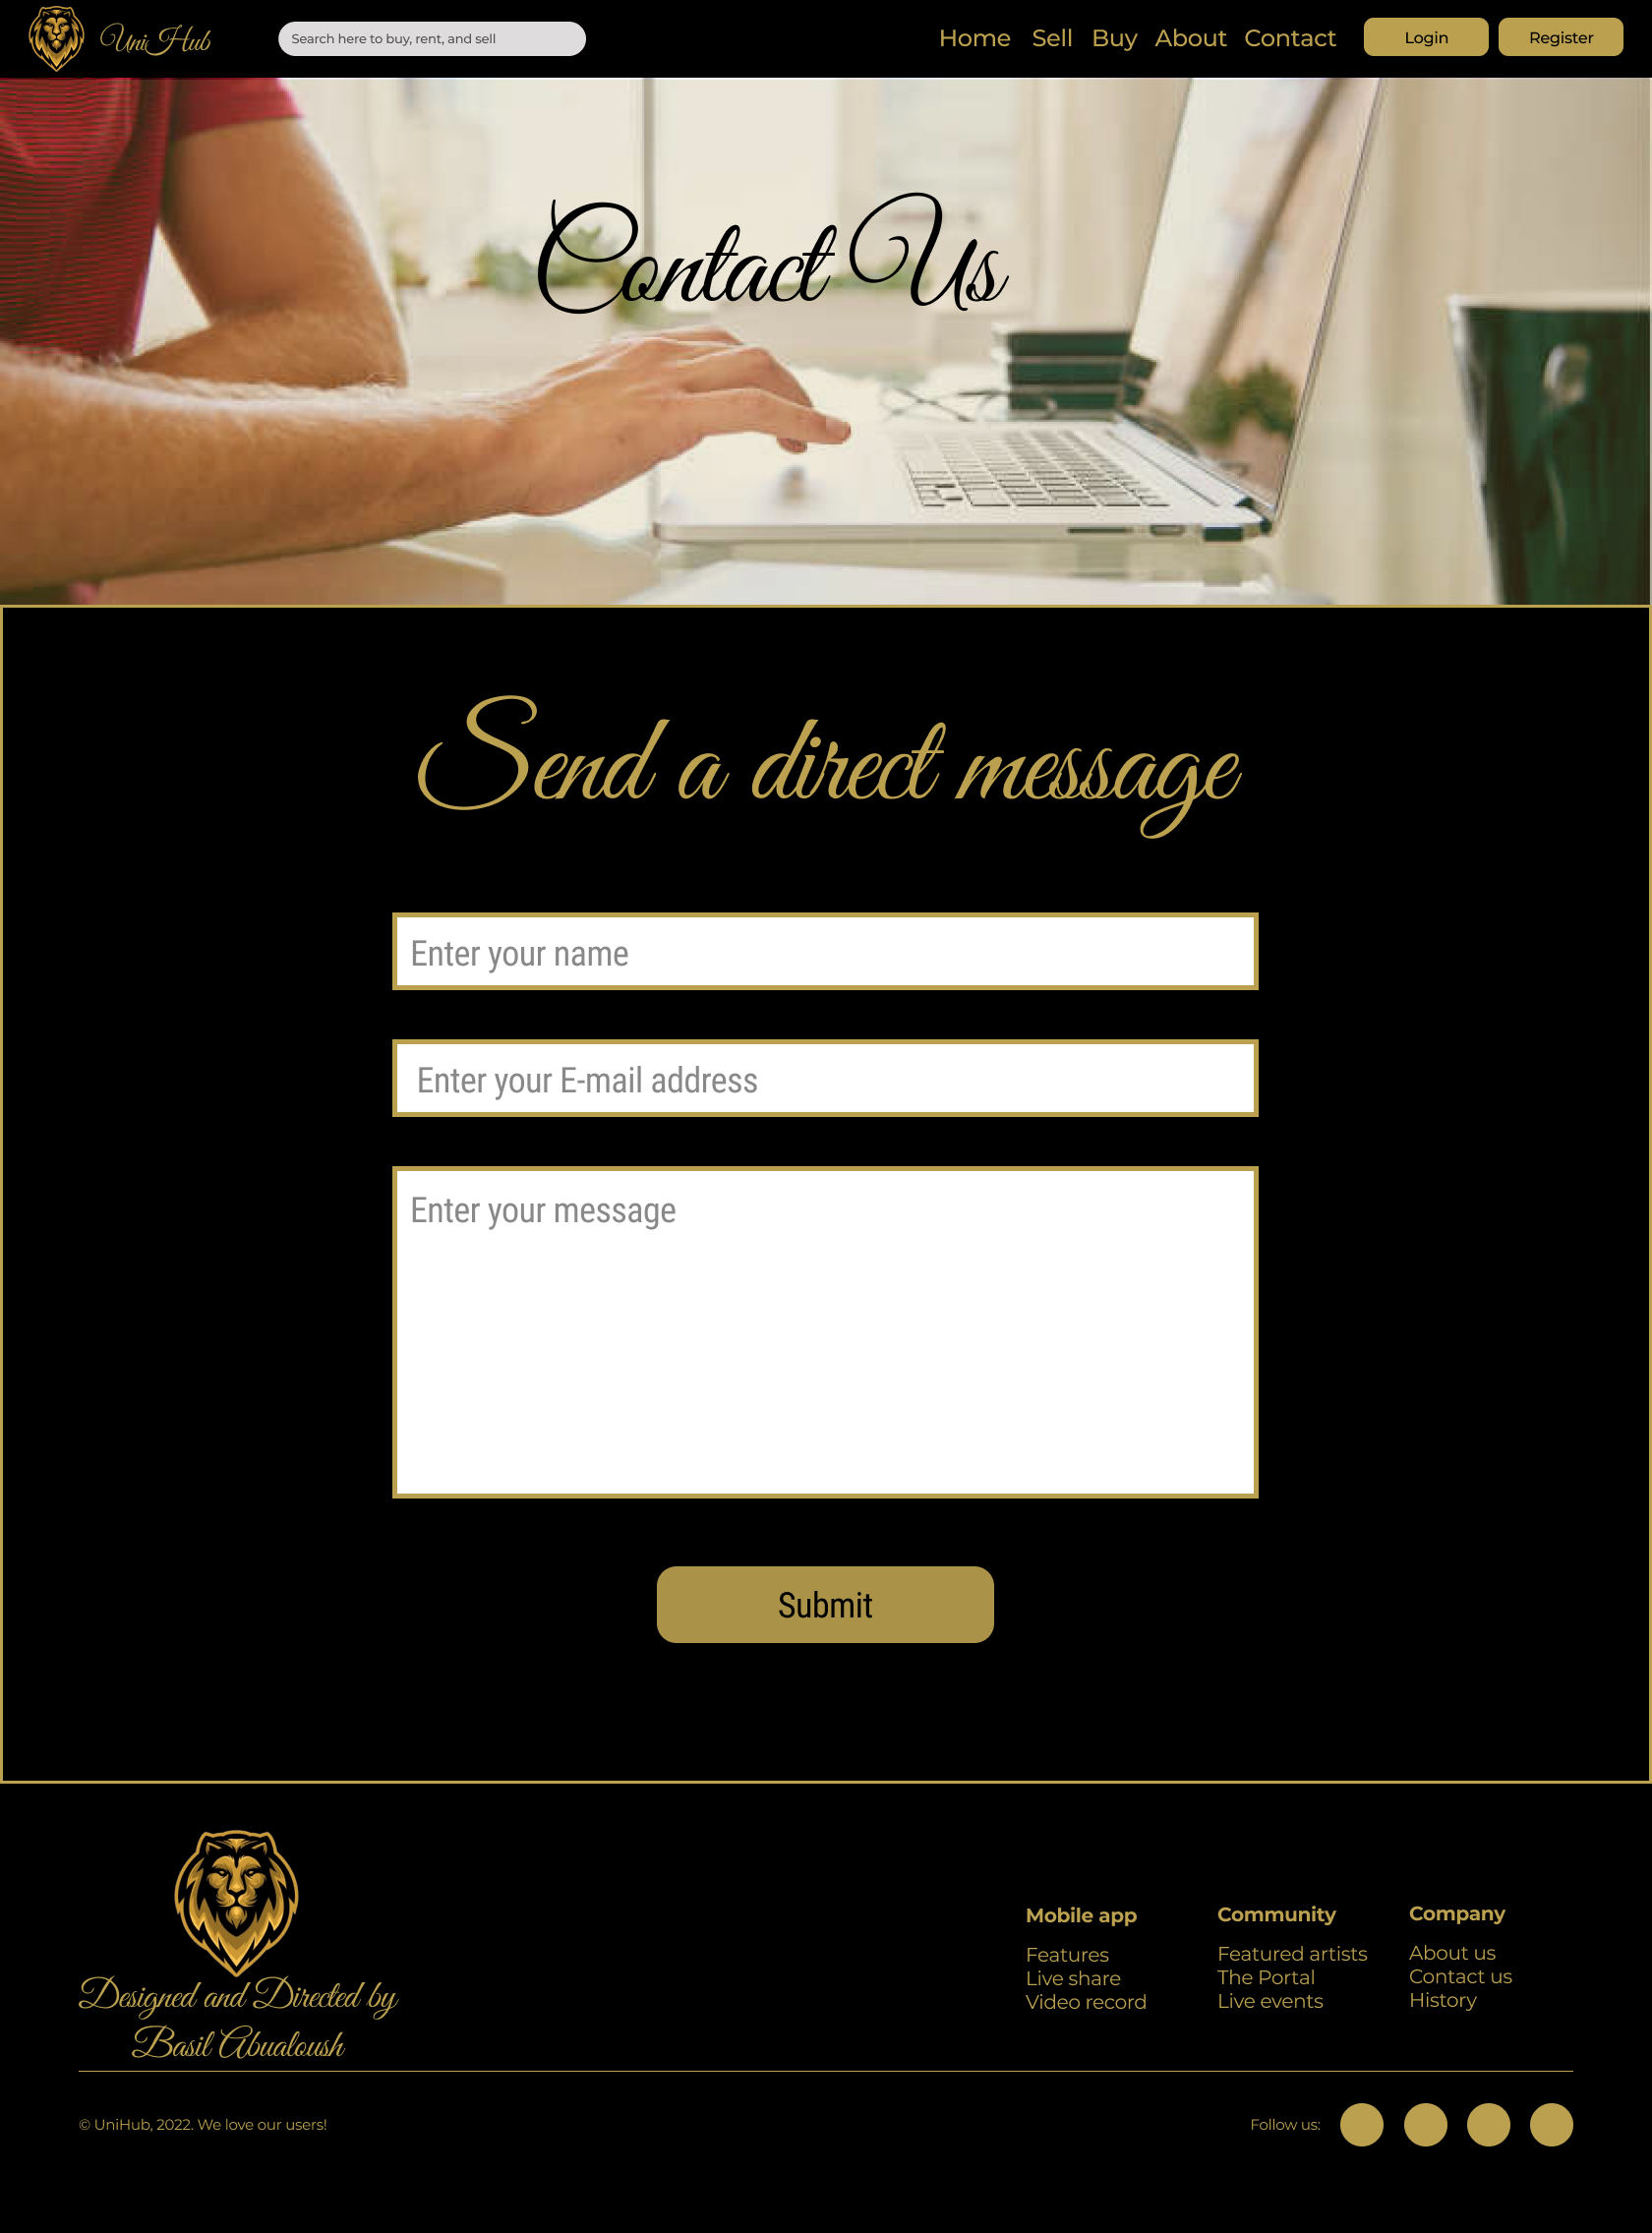 UniHub
Search here to buy, rent, and sell
Home Sell Buy About Contact
Login
Register
Contact Us
Send a direct message
Enter your name
Enter your E-mail address
Enter your message
Submit
Designed and Directed by
Basil Abualoush
Mobile app
Features
Live share
Video record
Community
Featured artists
The Portal
Live events
Company
About us
Contact us
History
© UniHub, 2022. We love our users!
Follow us: